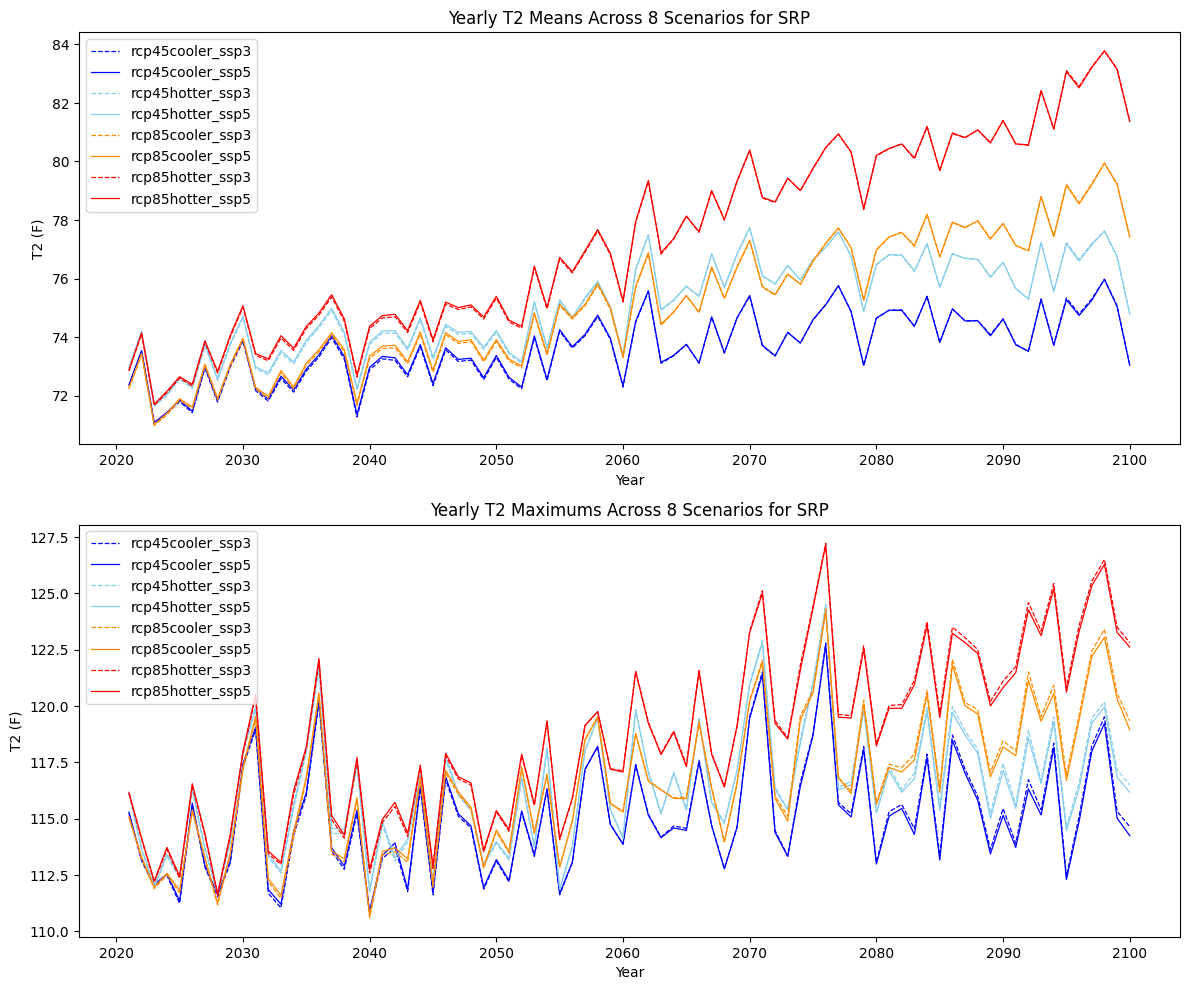 Yearly T2 Means Across 8 Scenarios for SRP
84
82
80
78
76
74
72
T2 (F)
rcp45cooler_ssp3
rcp45cooler_ssp5
rcp45hotter_ssp3
rcp45hotter_ssp5
rcp85cooler_ssp3
rcp85cooler_ssp5
rcp85hotter_ssp3
rcp85hotter_ssp5
2020 2030 2040 2050 2060 2070 2080 2090 2100
Year
Yearly T2 Maximums Across 8 Scenarios for SRP
127.5
125.0
122.5
120.0
117.5
115.0
112.5
110.0
T2 (F)
rcp45cooler_ssp3
rcp45cooler_ssp5
rcp45hotter_ssp3
rcp45hotter_ssp5
rcp85cooler_ssp3
rcp85cooler_ssp5
rcp85hotter_ssp3
rcp85hotter_ssp5
2020 2030 2040 2050 2060 2070 2080 2090 2100
Year